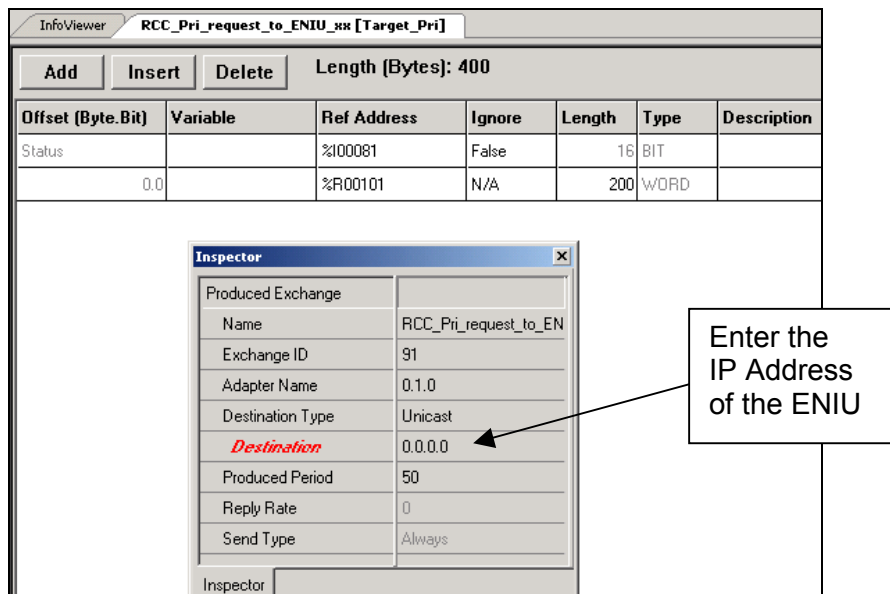 InfoViewer RCC_Pri_request_to_ENIU_xx [Target_Pri]
Add Insert Delete Length (Bytes): 400
Offset (Byte.Bit) Variable Ref Address Ignore Length Type Description
Status %I00081 False 16 BIT
0.0 %R00101 N/A 200 WORD
Inspector
Produced Exchange
Name RCC_Pri_request_to_EN
Exchange ID 91
Adapter Name 0.1.0
Destination Type Unicast
Destination 0.0.0.0
Produced Period 50
Reply Rate 0
Send Type Always
Inspector
Enter the
IP Address
of the ENIU